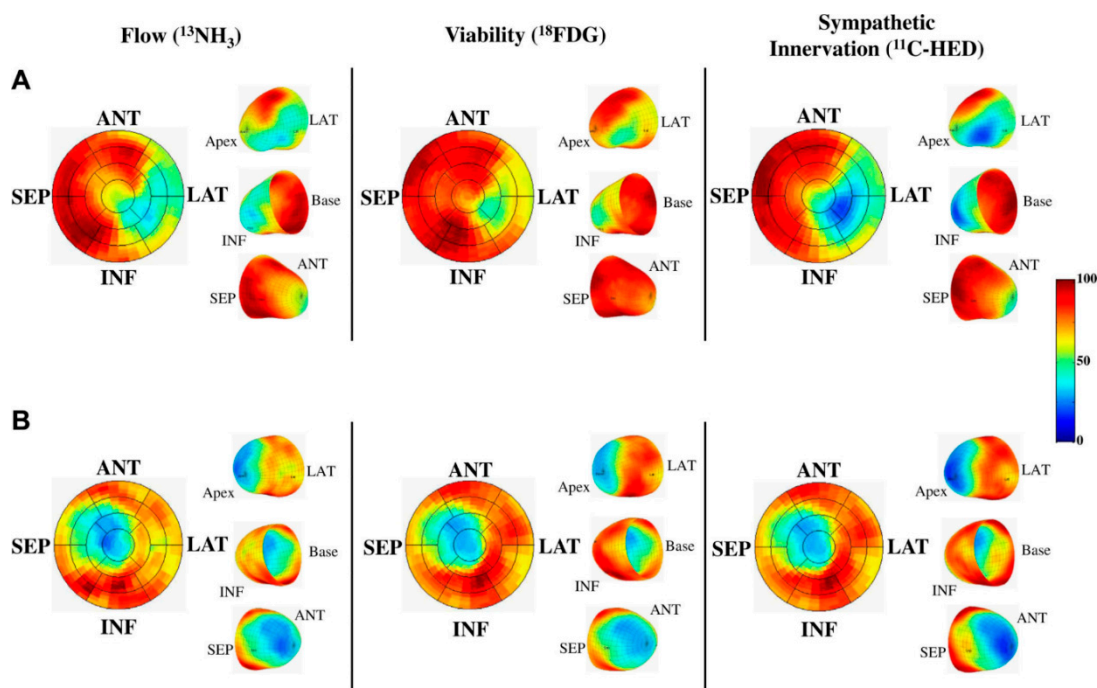 Flow (¹³NH₃)
Viability (¹⁸FDG)
Sympathetic
Innervation (¹¹C-HED)
A
ANT
SEP
LAT
INF
Apex
LAT
Base
INF
ANT
SEP
ANT
SEP
LAT
INF
Apex
LAT
Base
INF
ANT
SEP
ANT
SEP
LAT
INF
Apex
LAT
Base
INF
ANT
SEP
100
50
0
B
ANT
SEP
LAT
INF
Apex
LAT
Base
INF
ANT
SEP
ANT
SEP
LAT
INF
Apex
LAT
Base
INF
ANT
SEP
ANT
SEP
LAT
INF
Apex
LAT
Base
INF
ANT
SEP